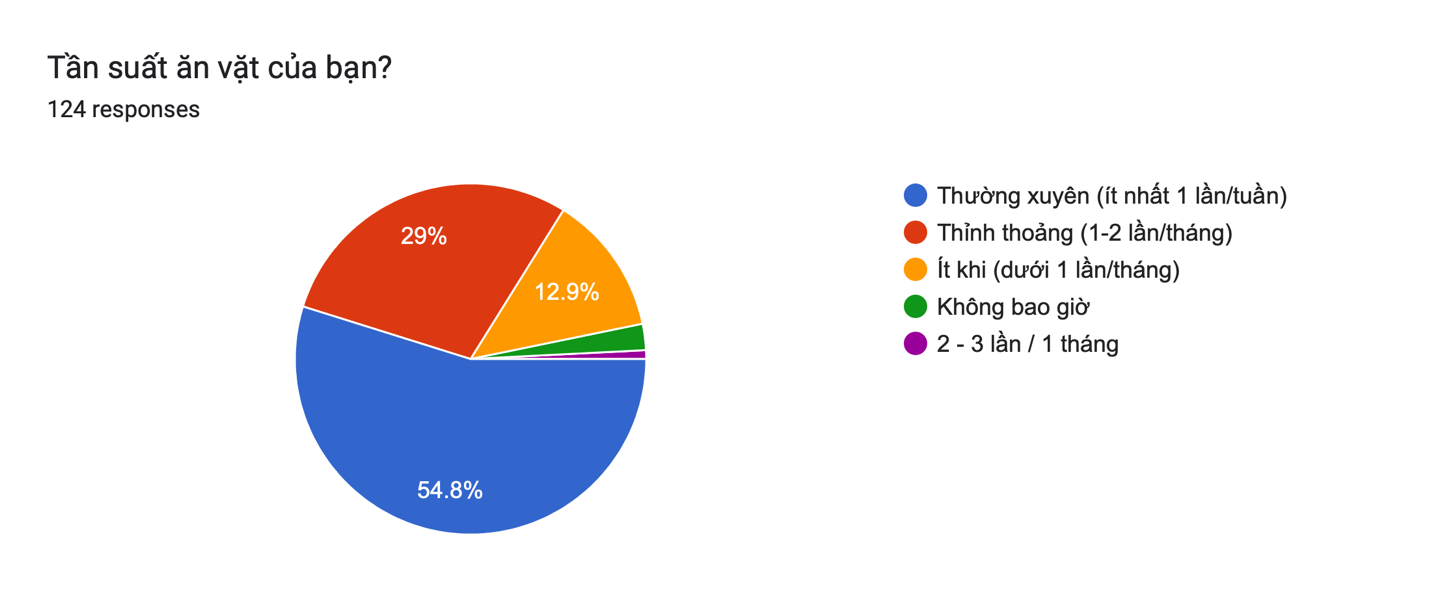 Tần suất ăn vặt của bạn?
124 responses
29%
12.9%
54.8%
Thường xuyên (ít nhất 1 lần/tuần)
Thỉnh thoảng (1-2 lần/tháng)
Ít khi (dưới 1 lần/tháng)
Không bao giờ
2 - 3 lần / 1 tháng